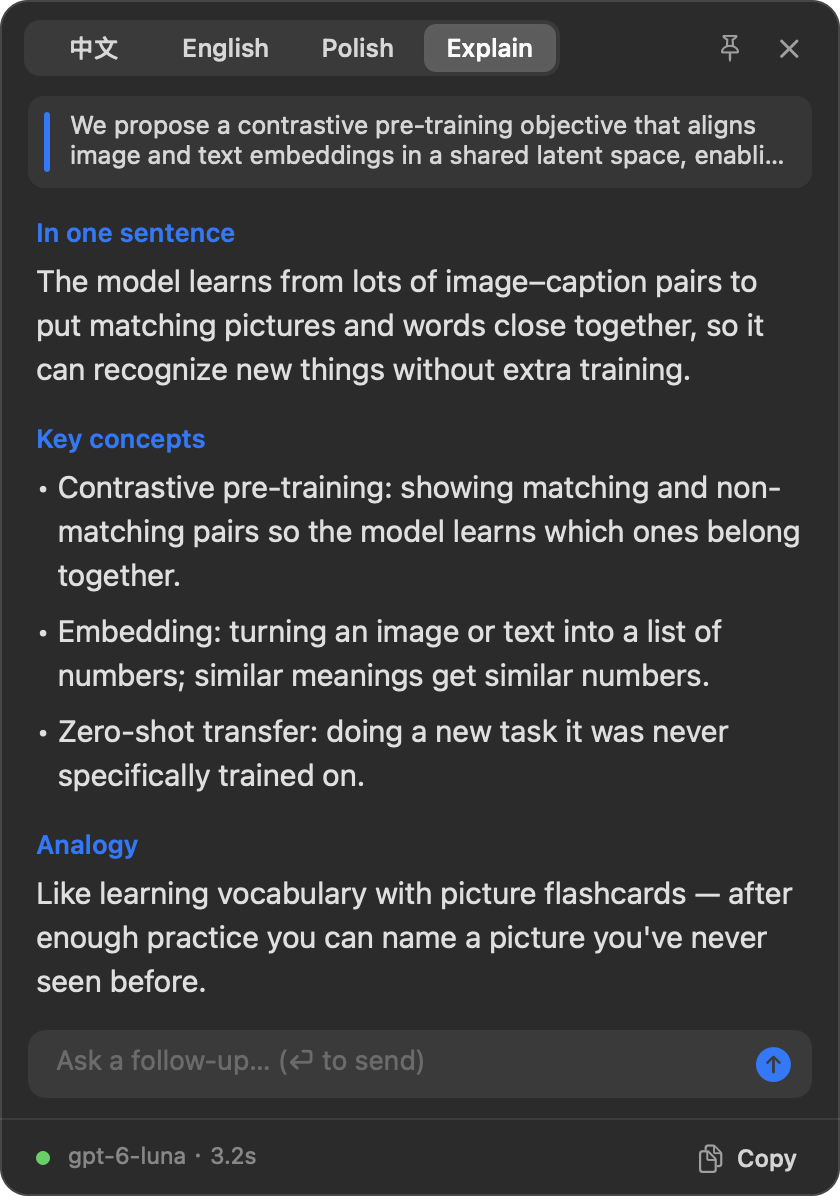 中文 English Polish Explain
We propose a contrastive pre-training objective that aligns
image and text embeddings in a shared latent space, enabli...
In one sentence
The model learns from lots of image–caption pairs to
put matching pictures and words close together, so it
can recognize new things without extra training.
Key concepts
• Contrastive pre-training: showing matching and non-
matching pairs so the model learns which ones belong
together.
• Embedding: turning an image or text into a list of
numbers; similar meanings get similar numbers.
• Zero-shot transfer: doing a new task it was never
specifically trained on.
Analogy
Like learning vocabulary with picture flashcards — after
enough practice you can name a picture you've never
seen before.
Ask a follow-up... (⏎ to send)
gpt-6-luna · 3.2s Copy